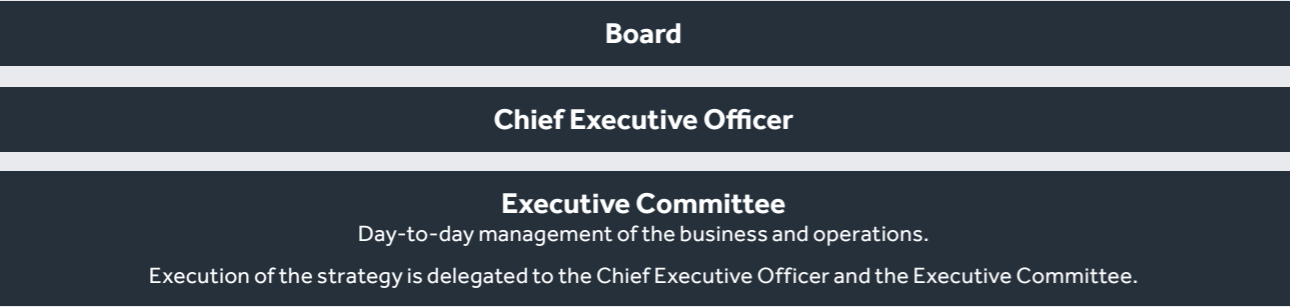 Board
Chief Executive Officer
Executive Committee
Day-to-day management of the business and operations.
Execution of the strategy is delegated to the Chief Executive Officer and the Executive Committee.